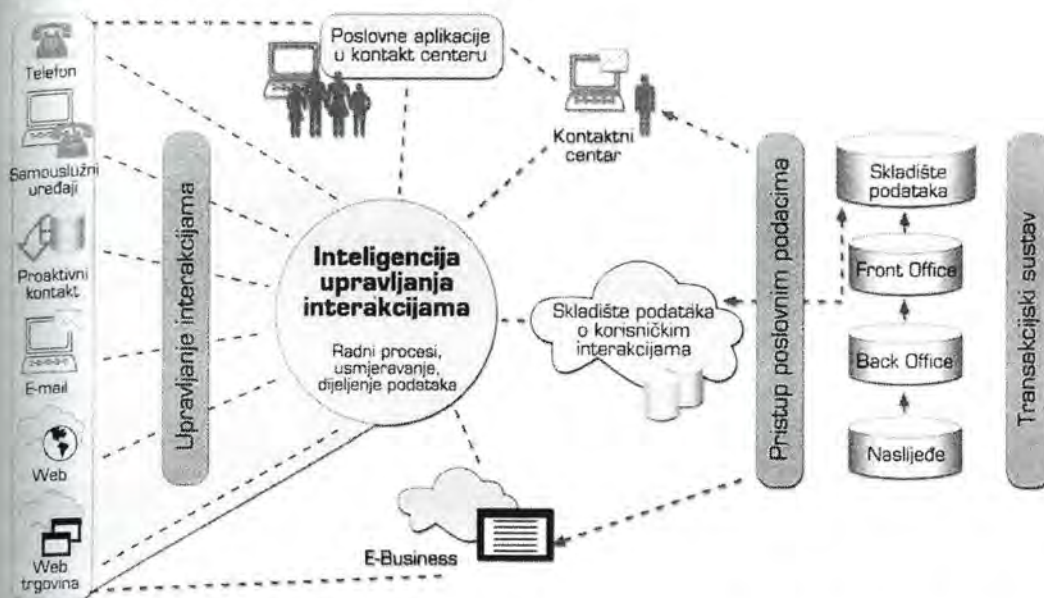 Telefon
Samouslužni
uređaji
Proaktivni
kontakt
E-mail
Web
Web
trgovina
Upravljanje interakcijama
Poslovne aplikacije
u kontakt centeru
Kontaktni
centar
Inteligencija
upravljanja
interakcijama
Radni procesi,
usmjeravanje,
dijeljenje podataka
Skladište podataka
o korisničkim
interakcijama
E-Business
Pristup poslovnim podacima
Skladište
podataka
Front Office
Back Office
Naslijeđe
Transakcijski sustav